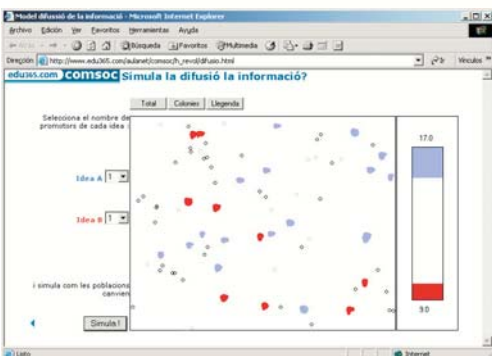 Model difussió de la informació - Microsoft Internet Explorer
Archivo Edición Ver Favoritos Herramientas Ayuda
Búsqueda Favoritos Multimedia
Dirección http://www.edu365.com/aulanet/comsoc/h_revol/difusio.html Ir Vínculos
edu365.com COMSOC Simula la difusió la informació?
Total Colonies Llegenda
Selecciona el nombre de
promotors de cada idea :
17.0
Idea A 1
Idea B 1
i simula com les poblacions
canvien
9.0
Simula !
Listo Internet